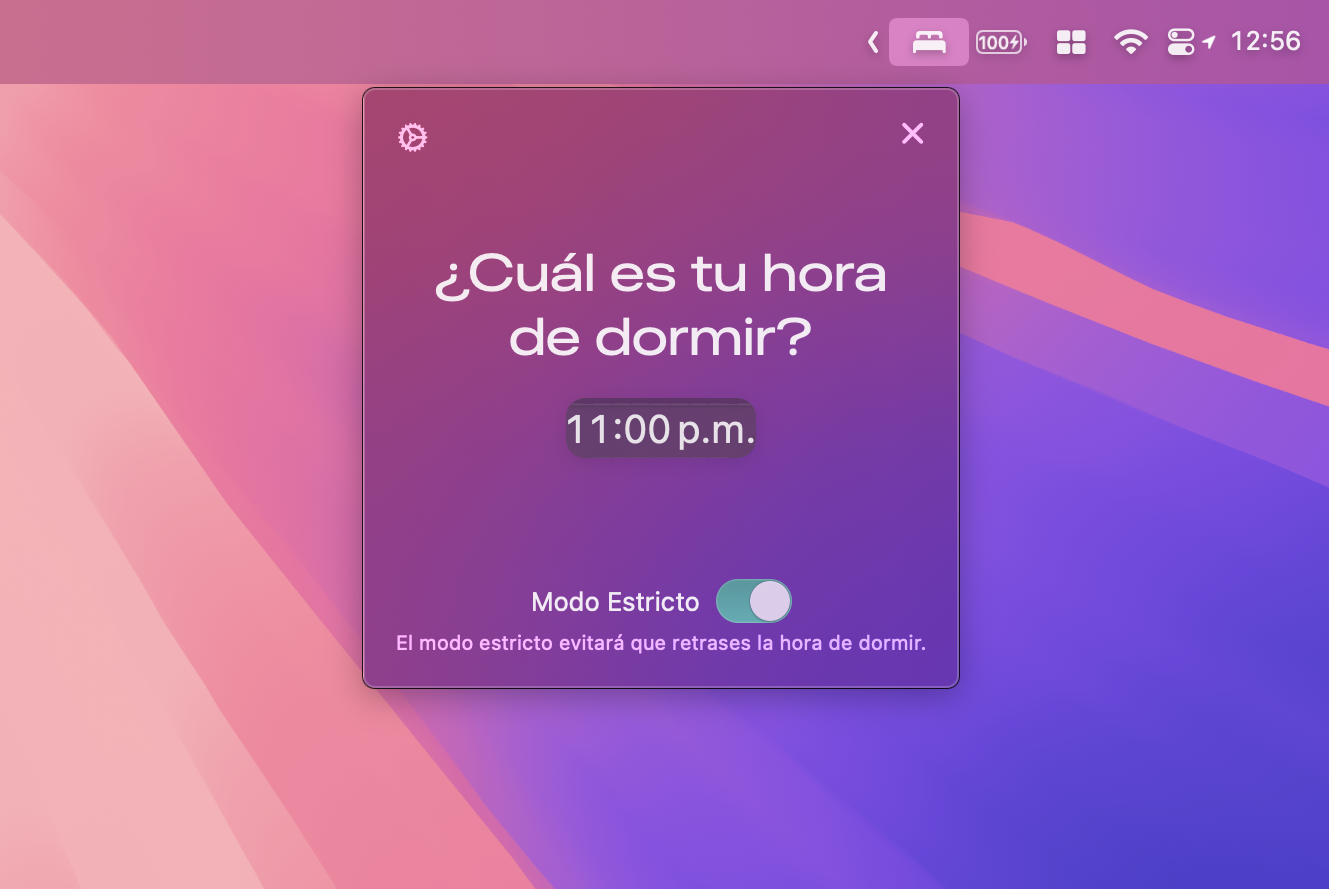 100
12:56
¿Cuál es tu hora
de dormir?
11:00 p.m.
Modo Estricto
El modo estricto evitará que retrases la hora de dormir.